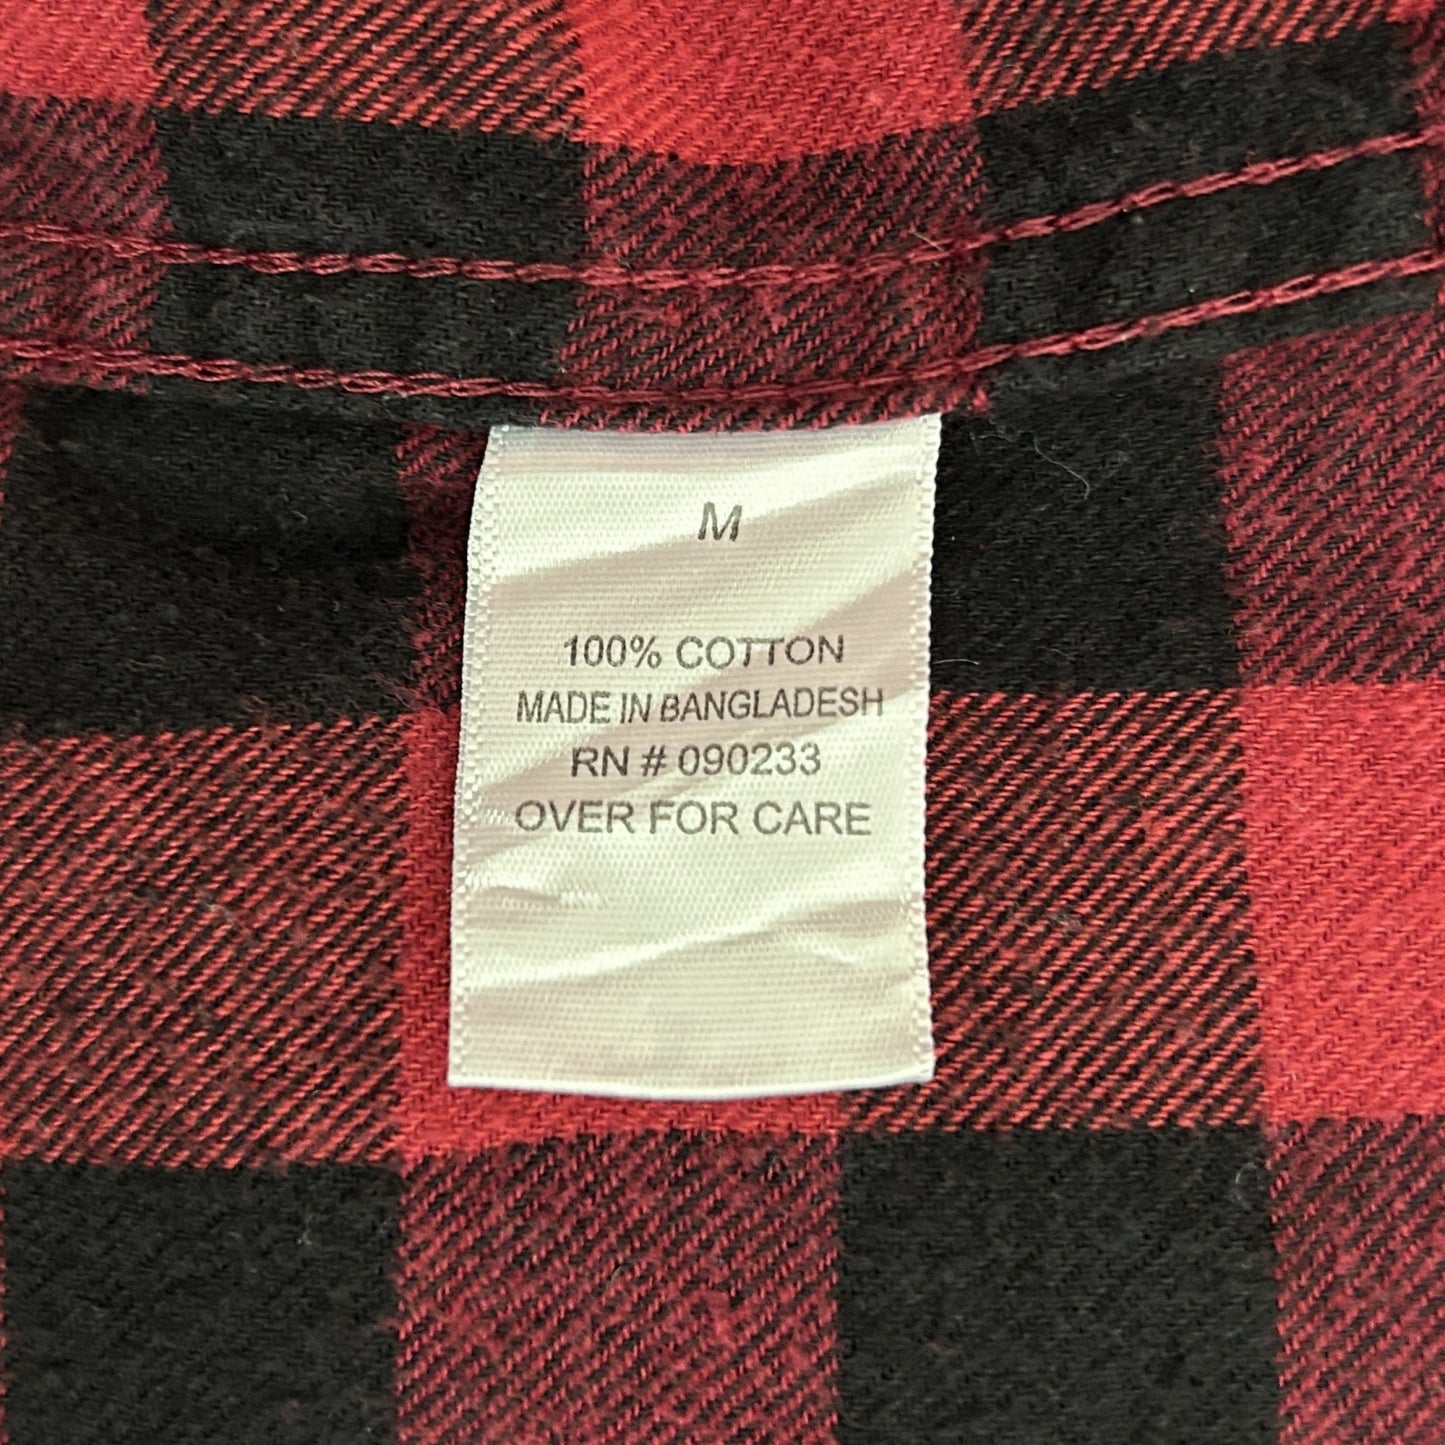 M
100% COTTON
MADE IN BANGLADESH
RN # 090233
OVER FOR CARE